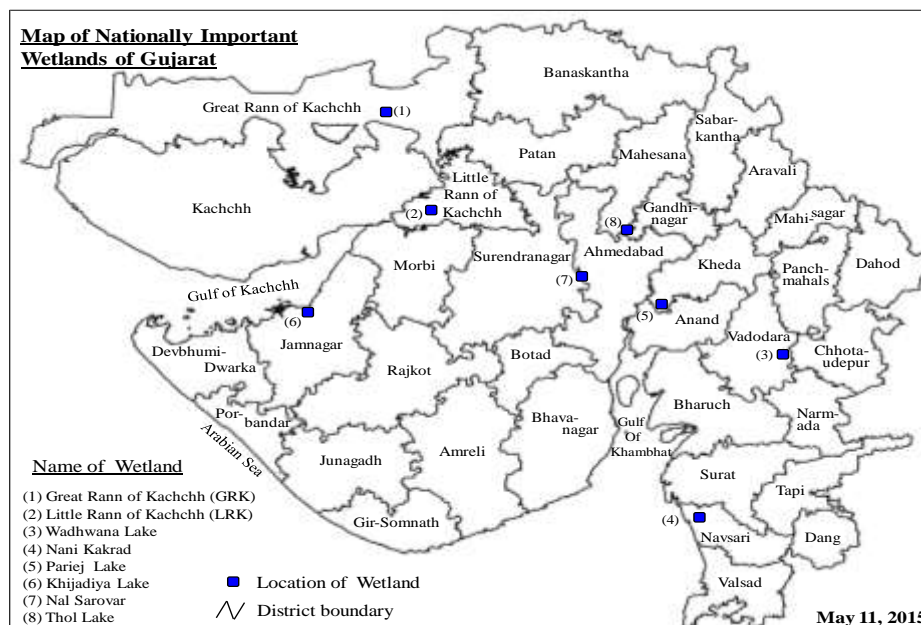 Map of Nationally Important
Wetlands of Gujarat
Banaskantha
Great Rann of Kachchh
(1)
Sabar-
kantha
Patan
Mahesana
Aravali
Little
Rann of
Kachchh
(2)
Kachchh
Gandhi-
nagar
(8)
Mahi-
sagar
Ahmedabad
Surendranagar
Morbi
Kheda
Panch-
mahals
Dahod
(7)
Gulf of Kachchh
(6)
(5)
Anand
Jamnagar
Vadodara
(3)
Chhota-
udepur
Devbhumi-
Dwarka
Rajkot
Botad
Por-
bandar
Bharuch
Narm-
ada
Bhava-
nagar
Gulf
Of
Khambhat
Arabian Sea
Junagadh
Amreli
Surat
Tapi
Gir-Somnath
(4)
Navsari
Dang
Valsad
Name of Wetland
(1) Great Rann of Kachchh (GRK)
(2) Little Rann of Kachchh (LRK)
(3) Wadhwana Lake
(4) Nani Kakrad
(5) Pariej Lake
(6) Khijadiya Lake
(7) Nal Sarovar
(8) Thol Lake
Location of Wetland
District boundary
May 11, 2015